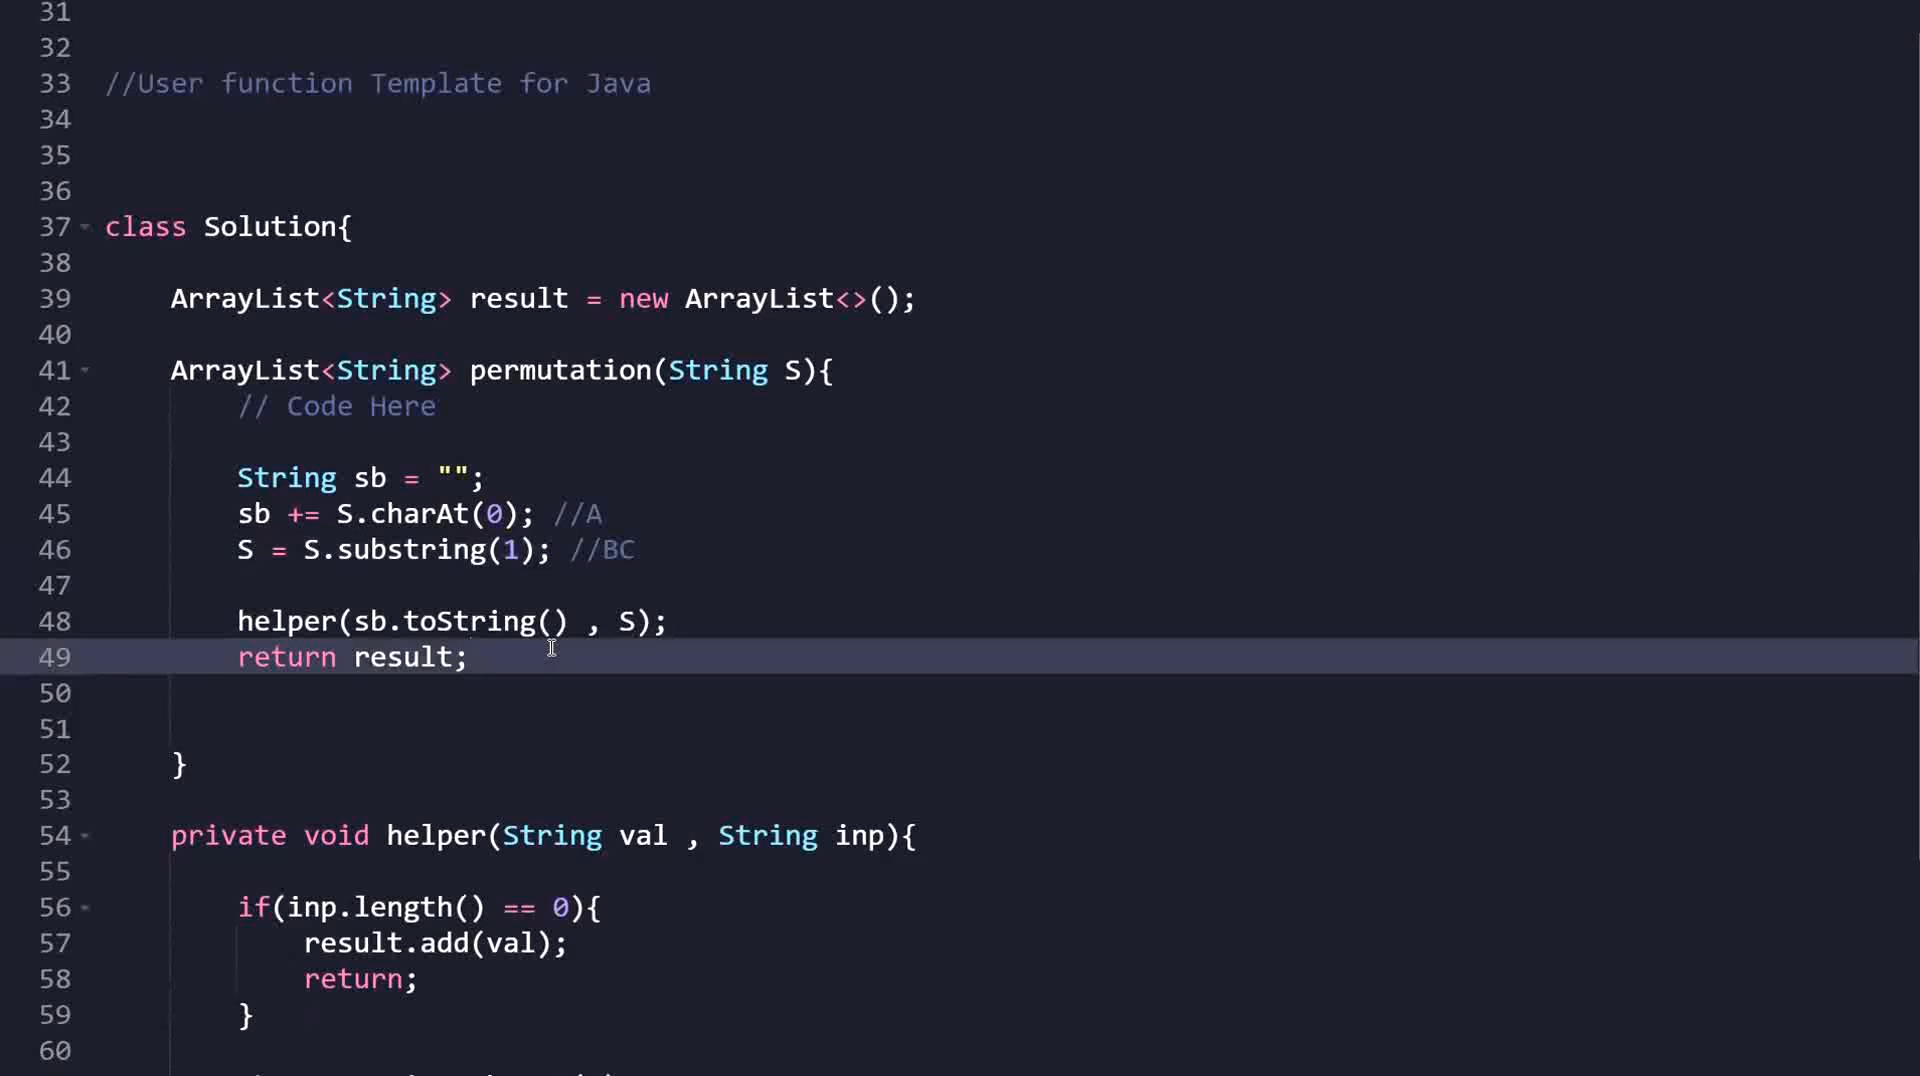 31
32
33 //User function Template for Java
34
35
36
37 class Solution{
38
39 ArrayList<String> result = new ArrayList<>();
40
41 ArrayList<String> permutation(String S){
42 // Code Here
43
44 String sb = "";
45 sb += S.charAt(0); //A
46 S = S.substring(1); //BC
47
48 helper(sb.toString() , S);
49 return result;
50
51
52 }
53
54 private void helper(String val , String inp){
55
56 if(inp.length() == 0){
57 result.add(val);
58 return;
59 }
60